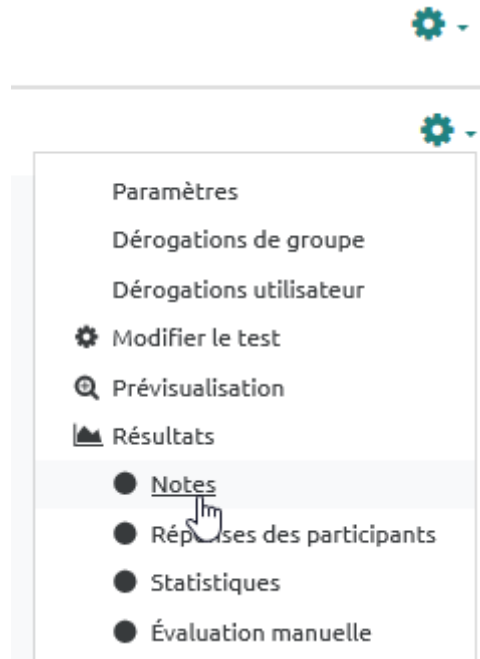 Paramètres
Dérogations de groupe
Dérogations utilisateur
Modifier le test
Prévisualisation
Résultats
Notes
Réponses des participants
Statistiques
Évaluation manuelle